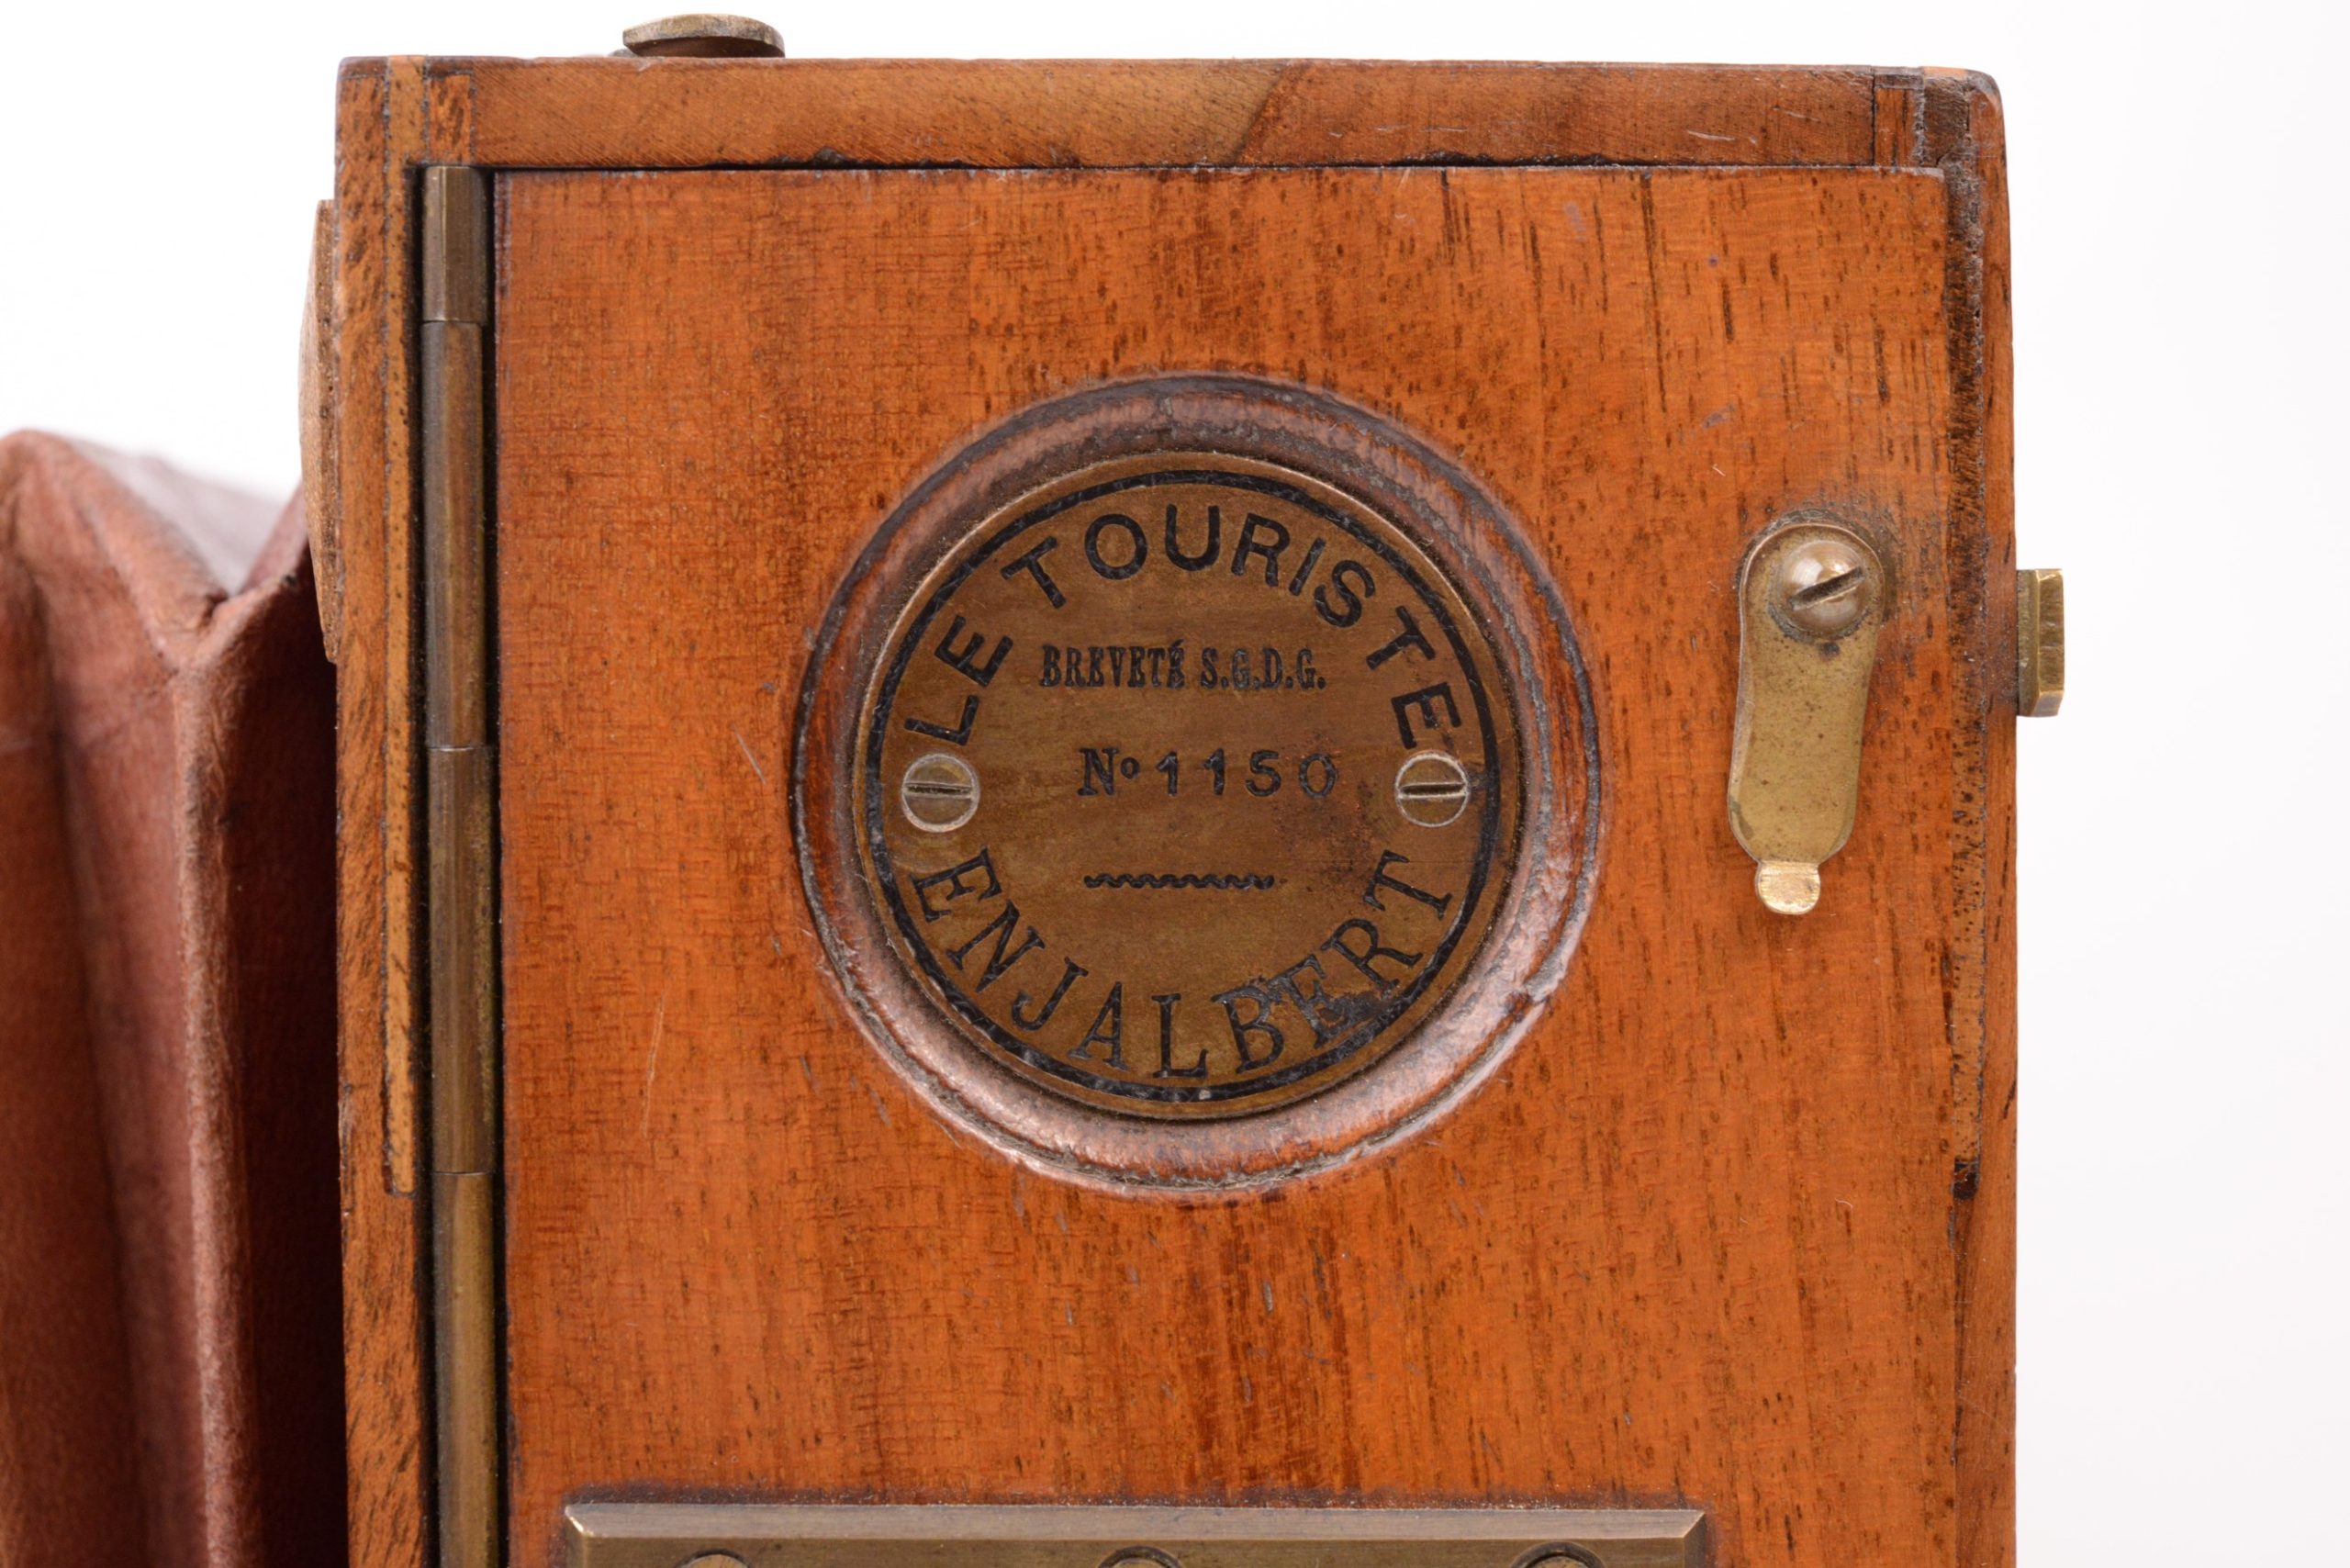 LE TOURISTE
BREVETÉ S.G.D.G.
No 1150
ENJALBERT